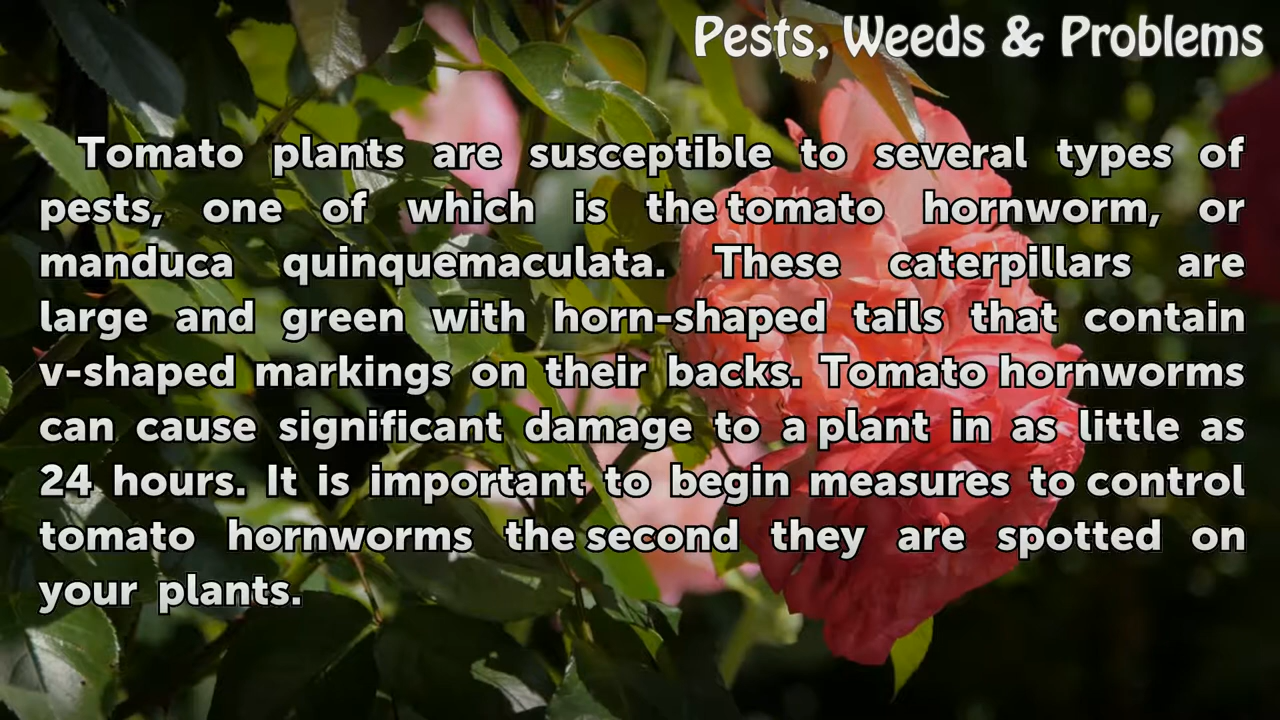 Pests, Weeds & Problems
Tomato plants are susceptible to several types of
pests, one of which is the tomato hornworm, or
manduca quinquemaculata. These caterpillars are
large and green with horn-shaped tails that contain
v-shaped markings on their backs. Tomato hornworms
can cause significant damage to a plant in as little as
24 hours. It is important to begin measures to control
tomato hornworms the second they are spotted on
your plants.